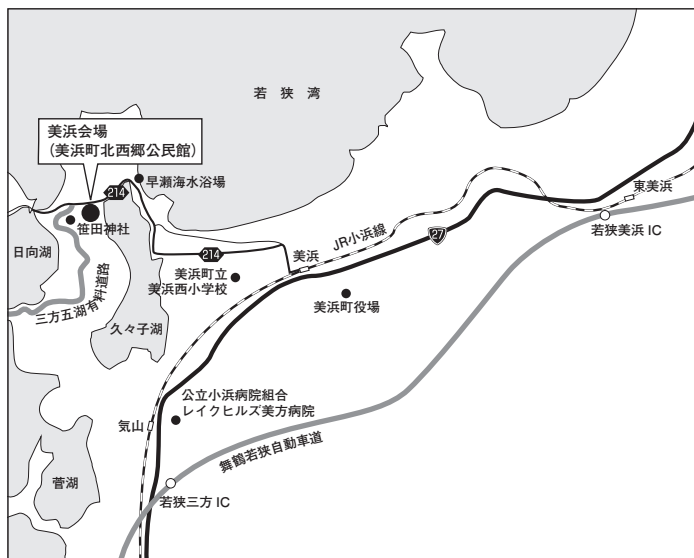 若狭湾
美浜会場
(美浜町北西郷公民館)
214
早瀬海水浴場
東美浜
笹田神社
若狭美浜 IC
日向湖
JR小浜線
27
214
美浜
美浜町立
美浜西小学校
美浜町役場
三方五湖有料道路
久々子湖
公立小浜病院組合
レイクヒルズ美方病院
気山
舞鶴若狭自動車道
菅湖
若狭三方 IC